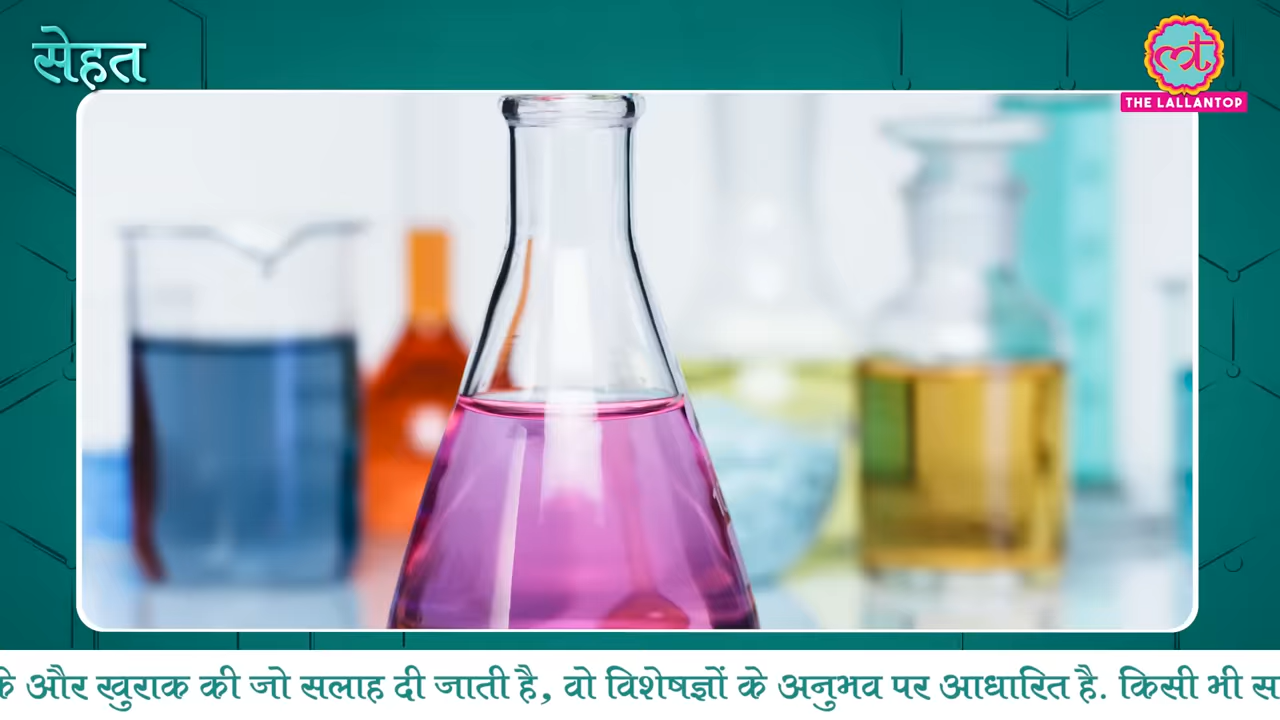 सेहत
THE LALLANTOP
और खुराक की जो सलाह दी जाती है, वो विशेषज्ञों के अनुभव पर आधारित है. किसी भी